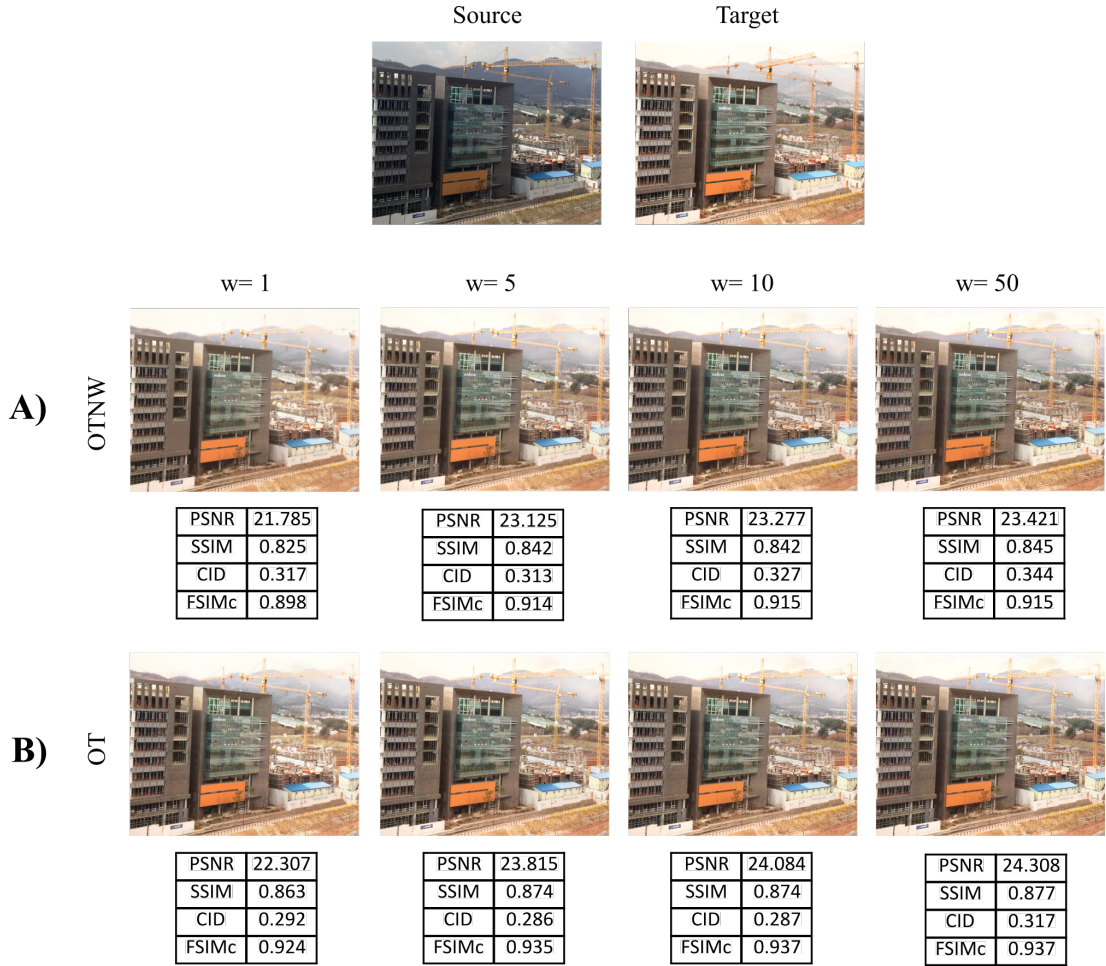 Source Target
w= 1 w= 5 w= 10 w= 50
A) OTNW
PSNR 21.785 PSNR 23.125 PSNR 23.277 PSNR 23.421
SSIM 0.825 SSIM 0.842 SSIM 0.842 SSIM 0.845
CID 0.317 CID 0.313 CID 0.327 CID 0.344
FSIMc 0.898 FSIMc 0.914 FSIMc 0.915 FSIMc 0.915
B) OT
PSNR 22.307 PSNR 23.815 PSNR 24.084 PSNR 24.308
SSIM 0.863 SSIM 0.874 SSIM 0.874 SSIM 0.877
CID 0.292 CID 0.286 CID 0.287 CID 0.317
FSIMc 0.924 FSIMc 0.935 FSIMc 0.937 FSIMc 0.937